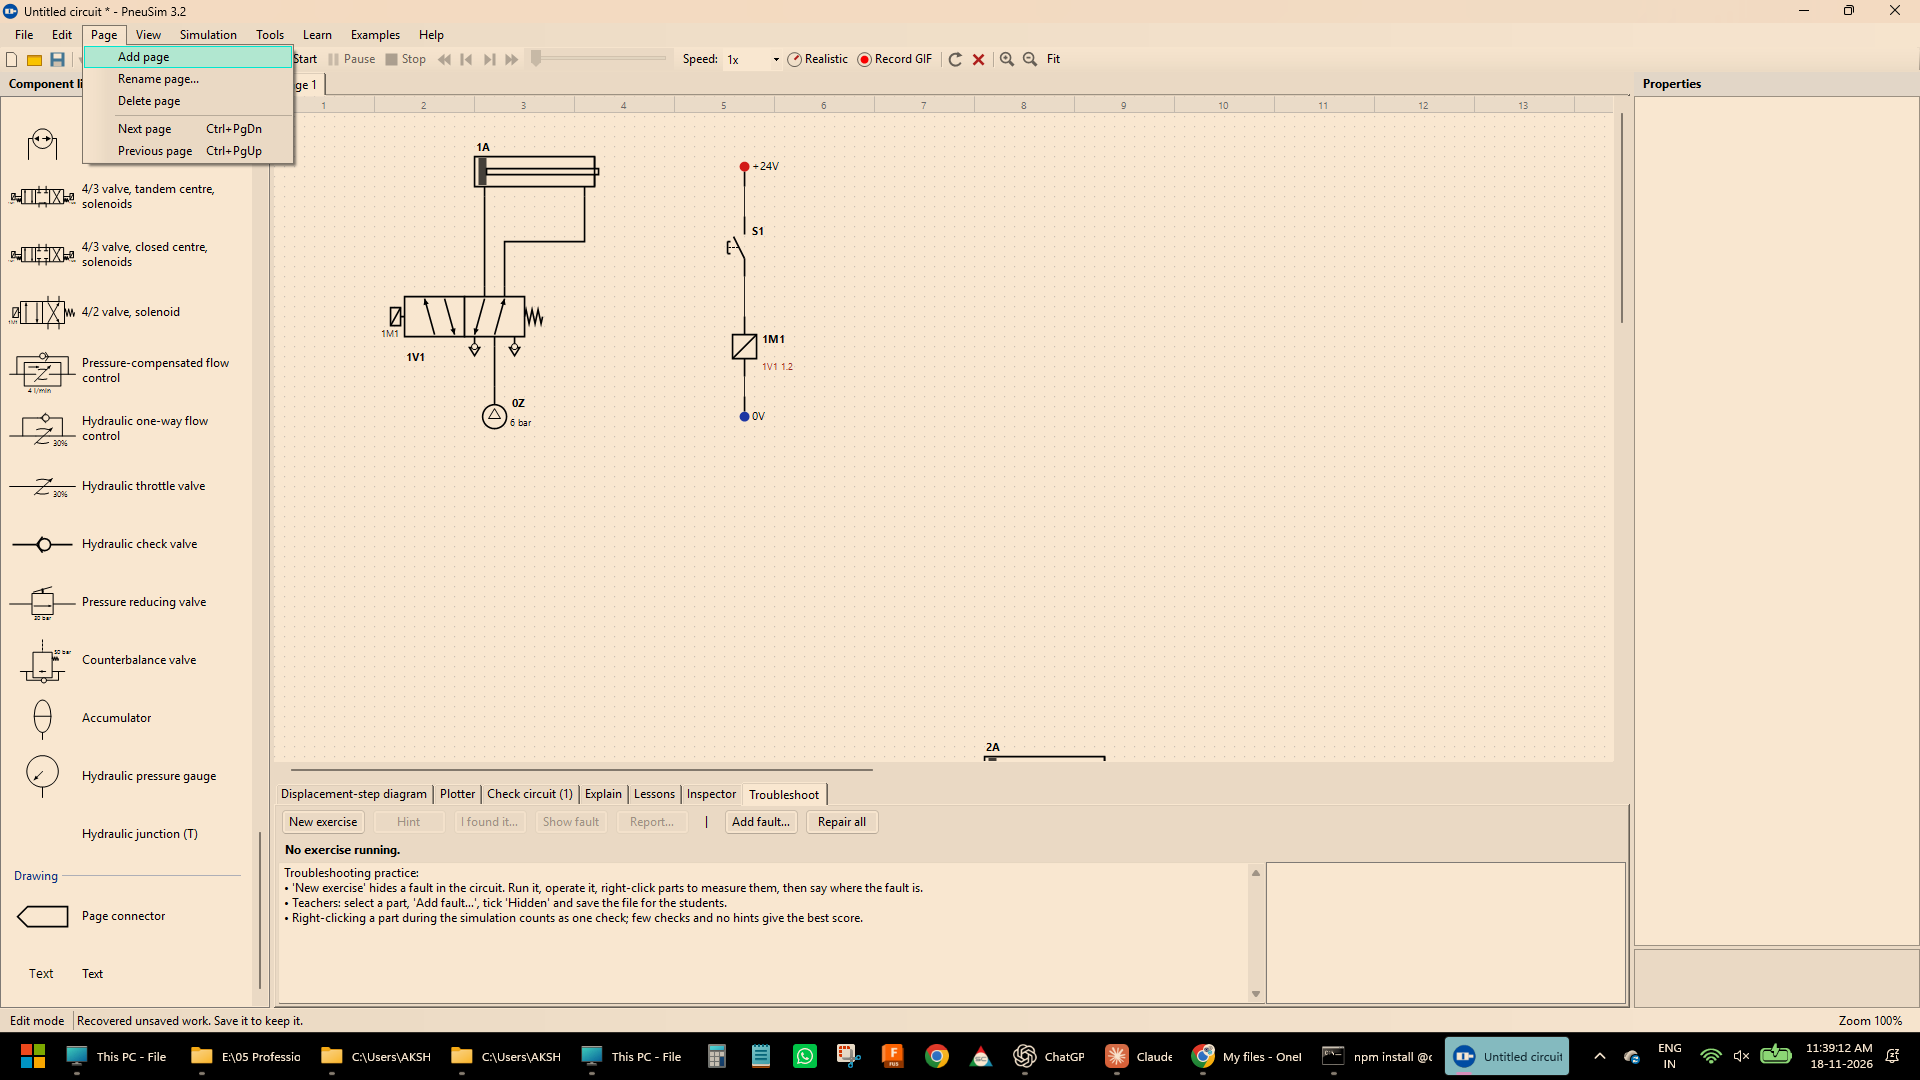 Untitled circuit * - PneuSim 3.2
File Edit Page View Simulation Tools Learn Examples Help
Add page
Rename page...
Delete page
Next page Ctrl+PgDn
Previous page Ctrl+PgUp
Start Pause Stop Speed: 1x Realistic Record GIF Fit
1 2 3 4 5 6 7 8 9 10 11 12 13
4/3 valve, tandem centre,
solenoids
4/3 valve, closed centre,
solenoids
4/2 valve, solenoid
Pressure-compensated flow
control
4 l/min
Hydraulic one-way flow
control
30%
Hydraulic throttle valve
30%
Hydraulic check valve
Pressure reducing valve
Counterbalance valve
50 bar
Accumulator
Hydraulic pressure gauge
Hydraulic junction (T)
Drawing
Page connector
Text Text
1A
1M1
1V1
0Z
6 bar
+24V
S1
1M1
1V1 1.2
0V
2A
Displacement-step diagram Plotter Check circuit (1) Explain Lessons Inspector Troubleshoot
New exercise Hint I found it... Show fault Report... | Add fault... Repair all
No exercise running.
Troubleshooting practice:
• 'New exercise' hides a fault in the circuit. Run it, operate it, right-click parts to measure them, then say where the fault is.
• Teachers: select a part, 'Add fault...', tick 'Hidden' and save the file for the students.
• Right-clicking a part during the simulation counts as one check; few checks and no hints give the best score.
Properties
Edit mode Recovered unsaved work. Save it to keep it. Zoom 100%
This PC - File E:\05 Professio C:\Users\AKSH C:\Users\AKSH This PC - File ChatGP Claude My files - OneI npm install @c Untitled circuit
ENG
IN
11:39:12 AM
18-11-2026